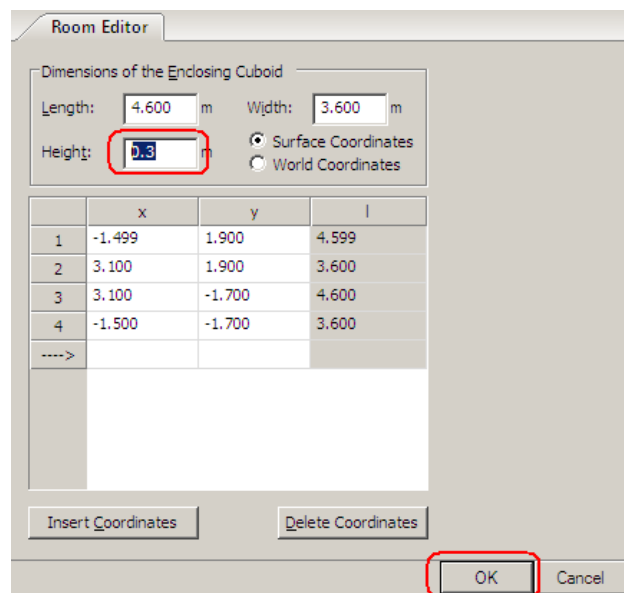 Room Editor
Dimensions of the Enclosing Cuboid
Length: 4.600 m Width: 3.600 m
Height: 0.3 m
Surface Coordinates
World Coordinates
x y l
1 -1.499 1.900 4.599
2 3.100 1.900 3.600
3 3.100 -1.700 4.600
4 -1.500 -1.700 3.600
---->
Insert Coordinates Delete Coordinates
OK Cancel